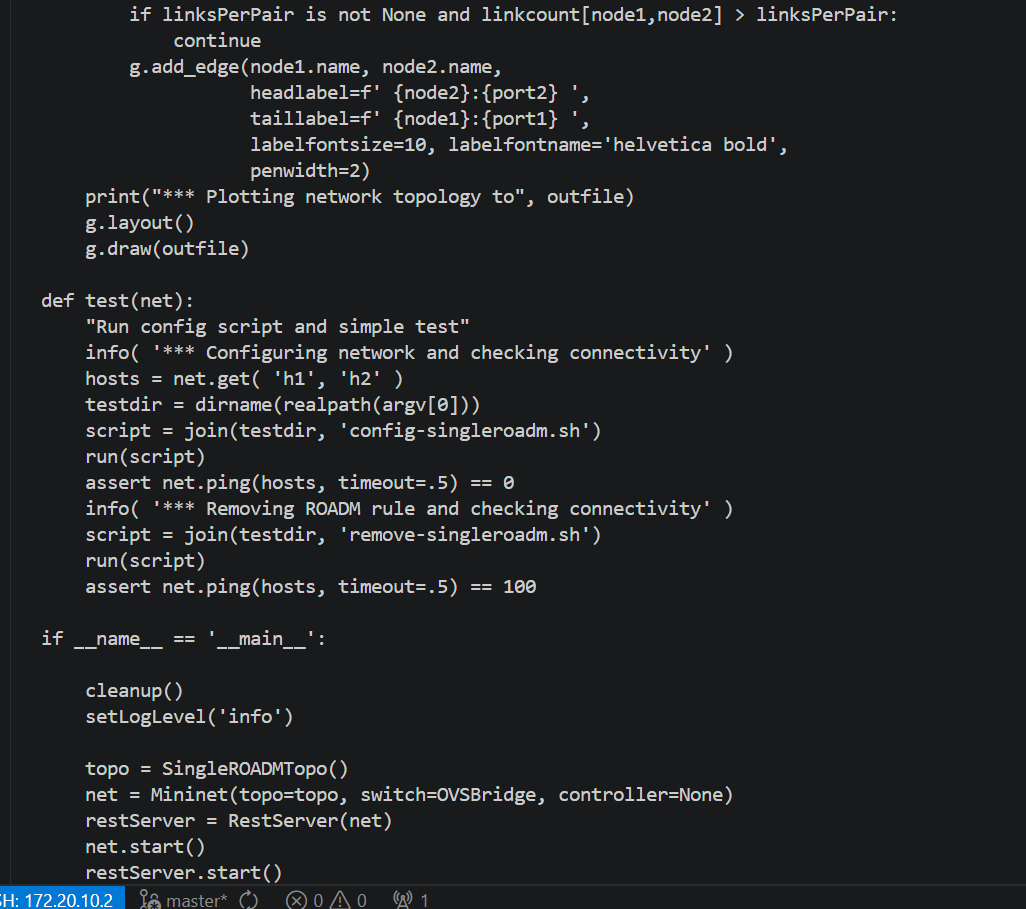 if linksPerPair is not None and linkcount[node1,node2] > linksPerPair:
continue
g.add_edge(node1.name, node2.name,
headlabel=f' {node2}:{port2} ',
taillabel=f' {node1}:{port1} ',
labelfontsize=10, labelfontname='helvetica bold',
penwidth=2)
print("*** Plotting network topology to", outfile)
g.layout()
g.draw(outfile)
def test(net):
"Run config script and simple test"
info( '*** Configuring network and checking connectivity' )
hosts = net.get( 'h1', 'h2' )
testdir = dirname(realpath(argv[0]))
script = join(testdir, 'config-singleroadm.sh')
run(script)
assert net.ping(hosts, timeout=.5) == 0
info( '*** Removing ROADM rule and checking connectivity' )
script = join(testdir, 'remove-singleroadm.sh')
run(script)
assert net.ping(hosts, timeout=.5) == 100
if __name__ == '__main__':
cleanup()
setLogLevel('info')
topo = SingleROADMTopo()
net = Mininet(topo=topo, switch=OVSBridge, controller=None)
restServer = RestServer(net)
net.start()
restServer.start()
SH: 172.20.10.2 master* 0 0 1